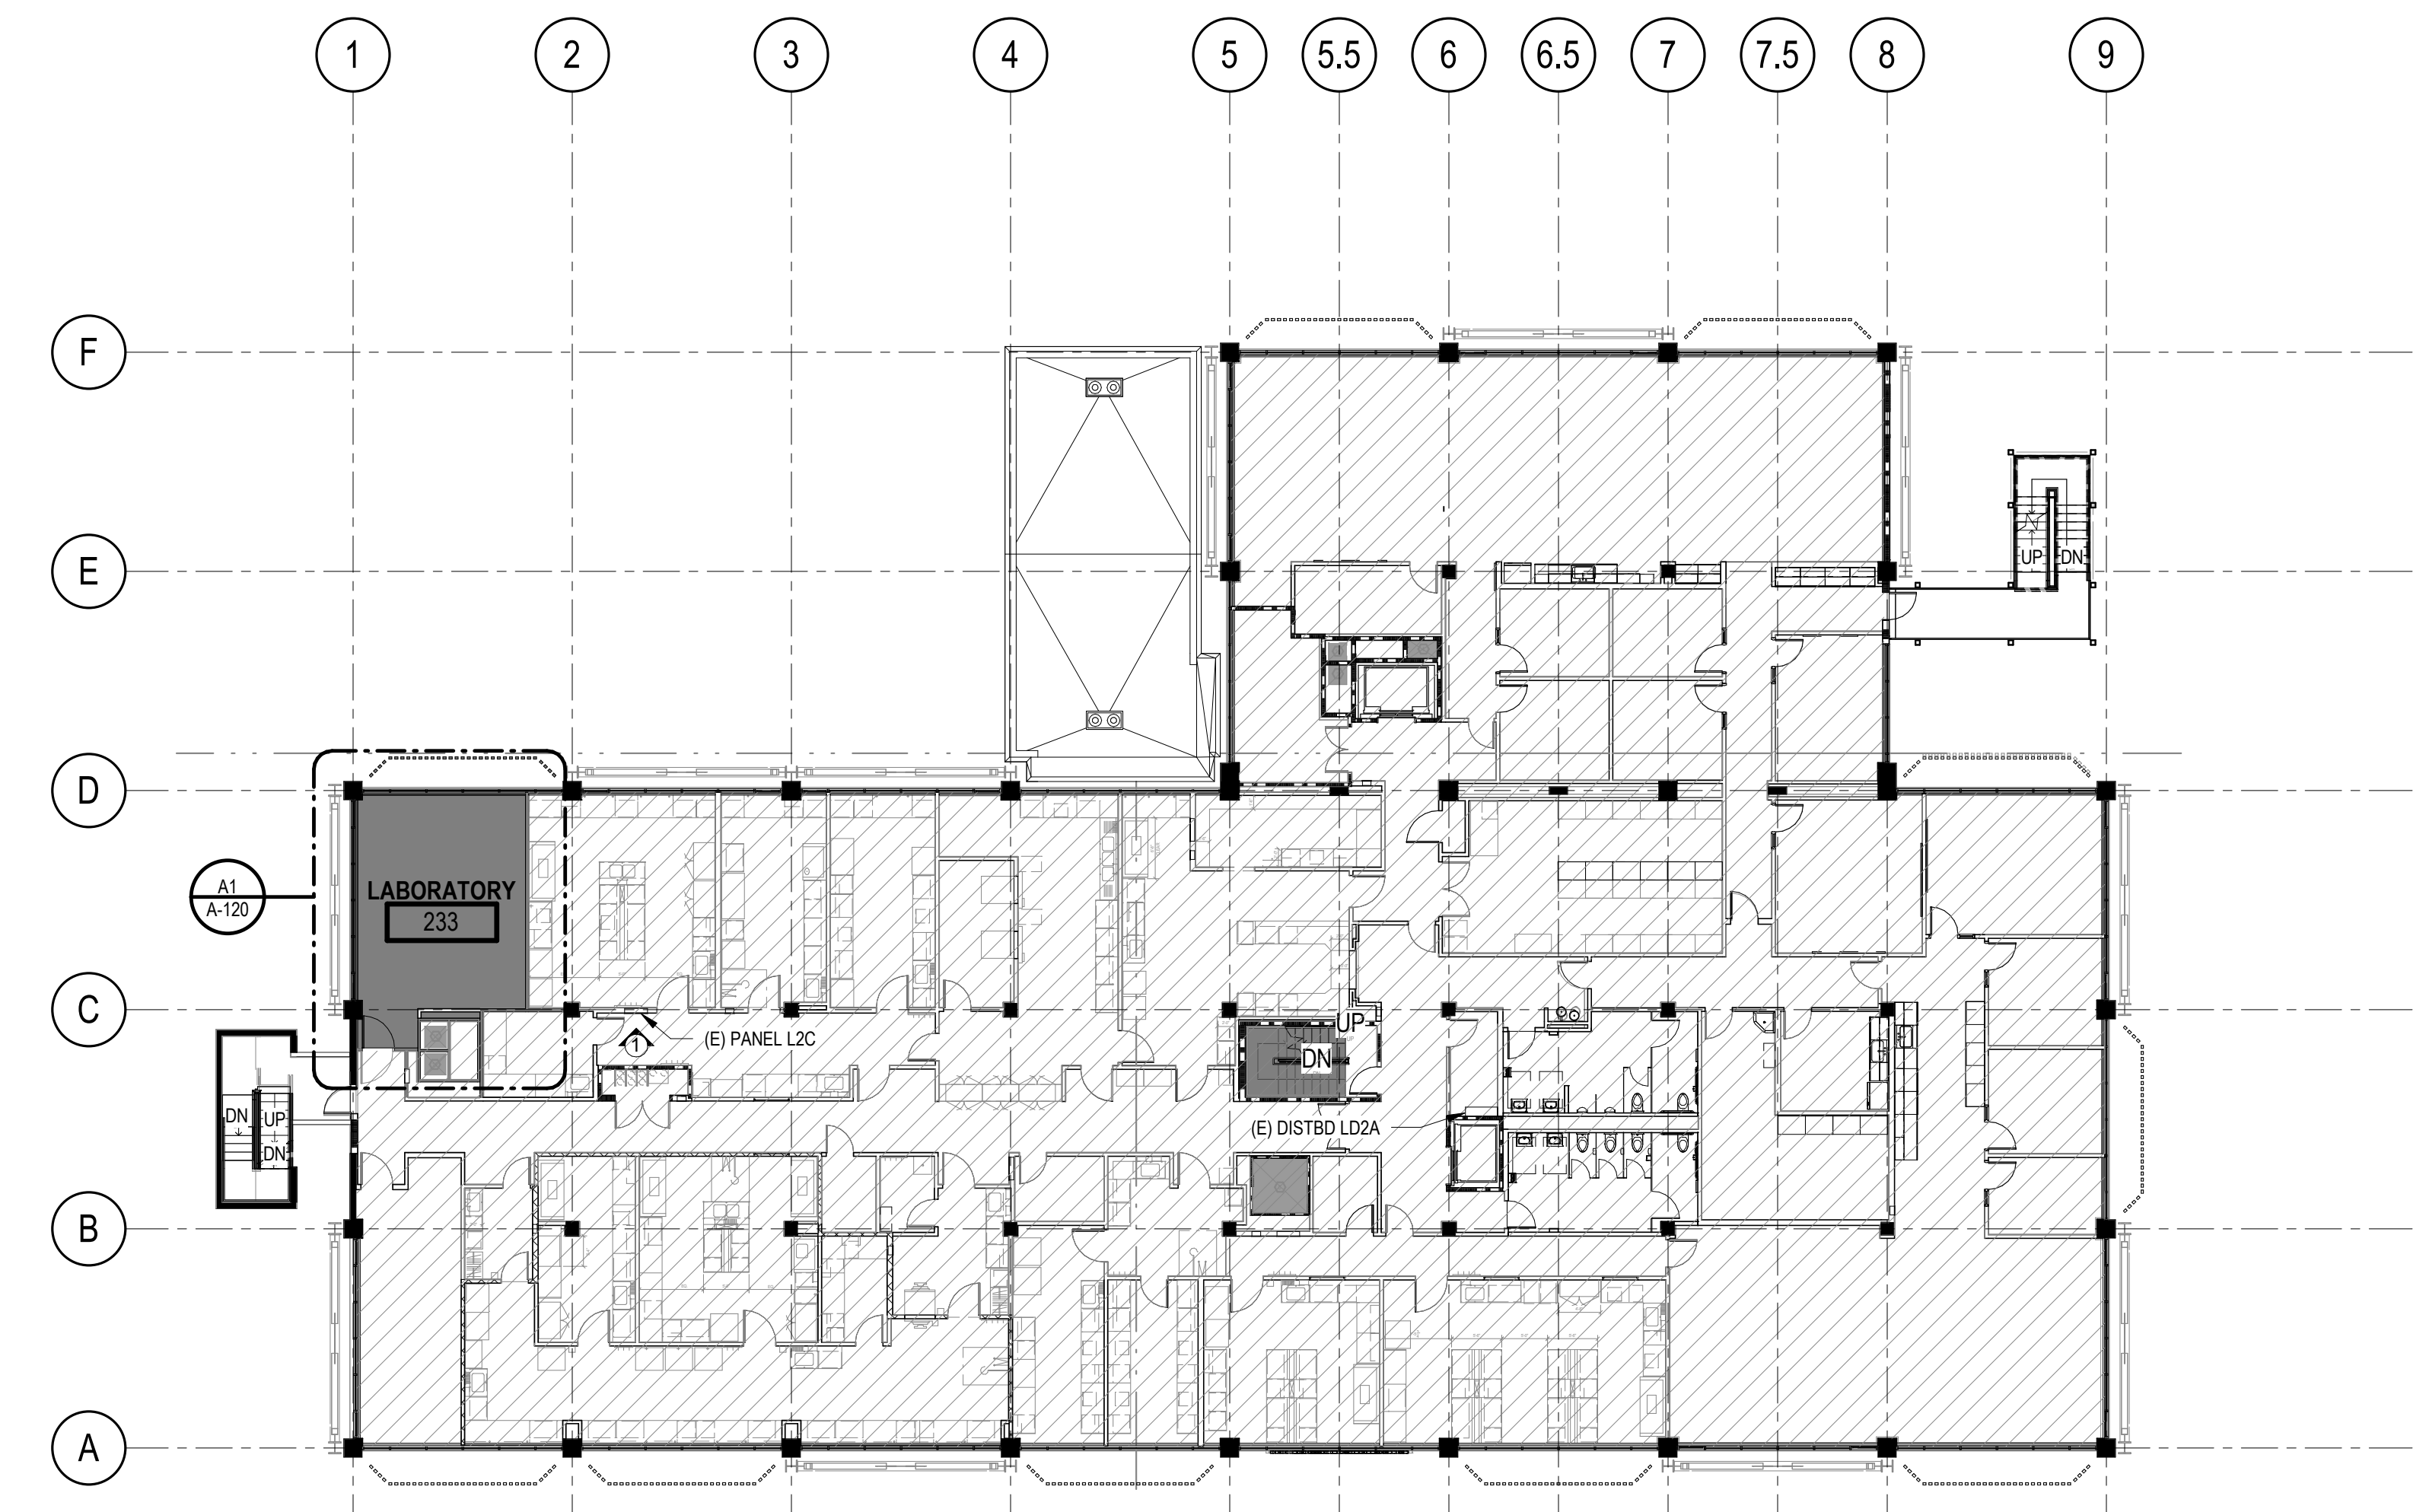 1
2
3
4
5
5.5
6
6.5
7
7.5
8
9
F
E
UP
DN
D
A1
A-120
LABORATORY
233
C
UP
(E) PANEL L2C
1
DN
DN
UP
DN
(E) DISTBD LD2A
B
A